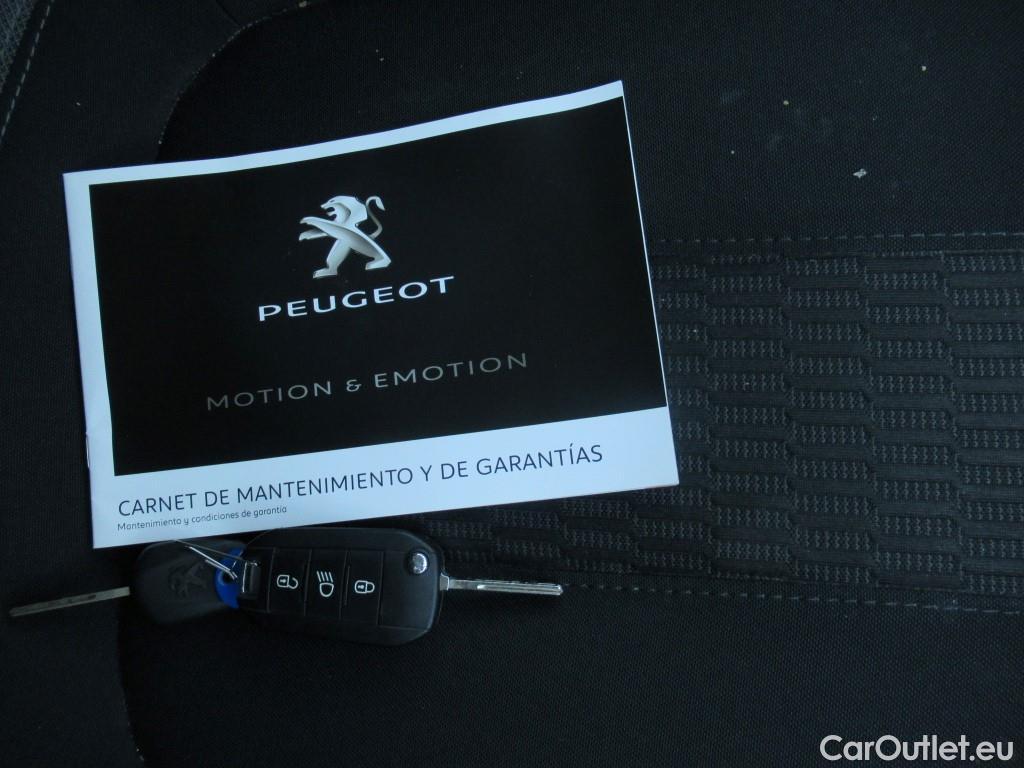 PEUGEOT
MOTION & EMOTION
CARNET DE MANTENIMIENTO Y DE GARANTÍAS
Mantenimiento y condiciones de garantía
CarOutlet.eu